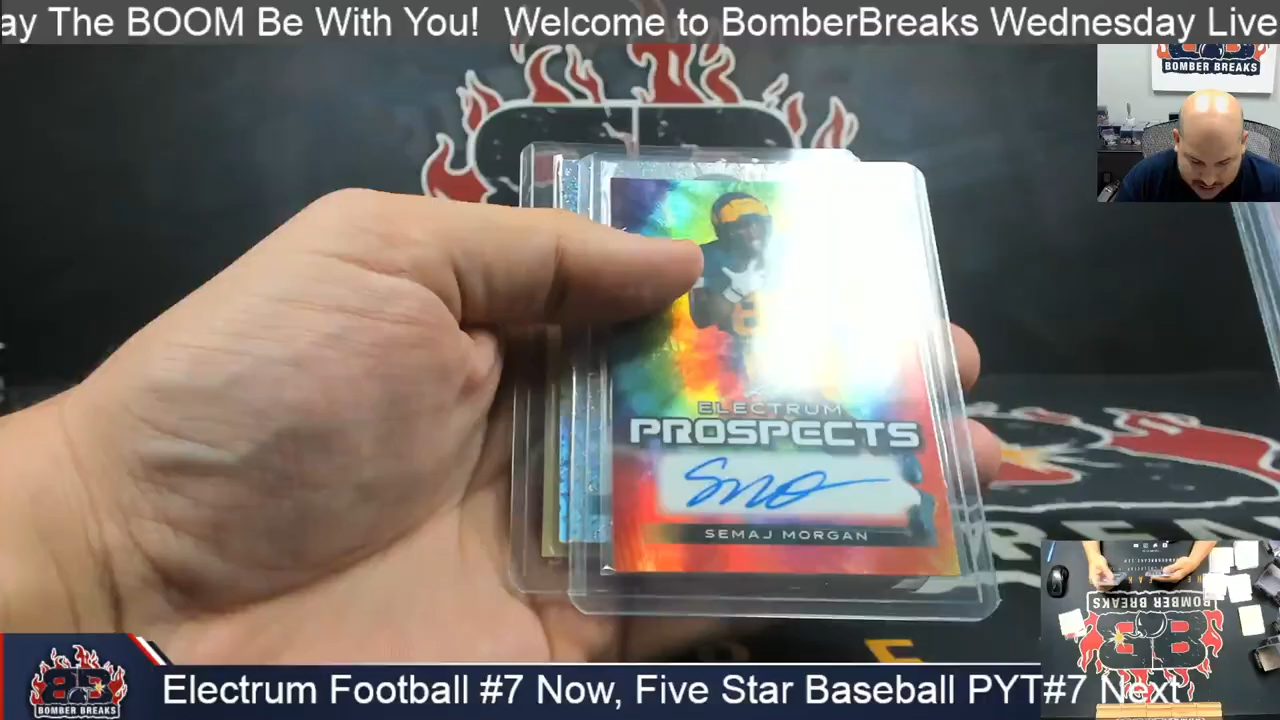 ay The BOOM Be With You! Welcome to BomberBreaks Wednesday Live
BOMBER BREAKS
ELECTRUM
PROSPECTS
SEMAJ MORGAN
BOMBER BREAKS
BOMBER BREAKS
Electrum Football #7 Now, Five Star Baseball PYT#7 Next